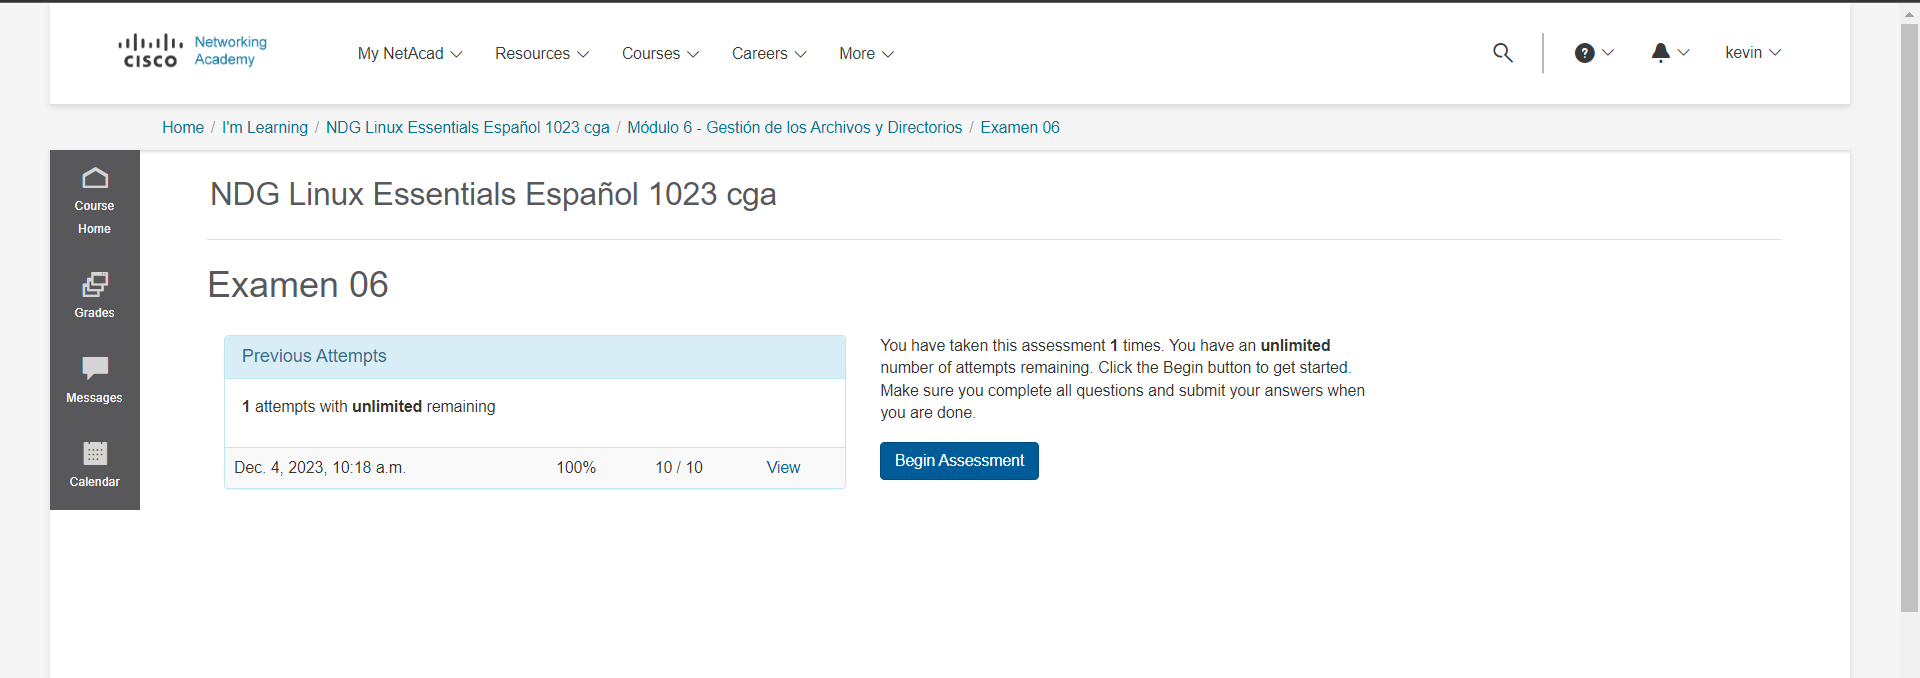 CISCO Networking Academy
My NetAcad Resources Courses Careers More
? kevin
Home / I'm Learning / NDG Linux Essentials Español 1023 cga / Módulo 6 - Gestión de los Archivos y Directorios / Examen 06
Course
Home
Grades
Messages
Calendar
NDG Linux Essentials Español 1023 cga
Examen 06
Previous Attempts
1 attempts with unlimited remaining
Dec. 4, 2023, 10:18 a.m. 100% 10 / 10 View
You have taken this assessment 1 times. You have an unlimited
number of attempts remaining. Click the Begin button to get started.
Make sure you complete all questions and submit your answers when
you are done.
Begin Assessment